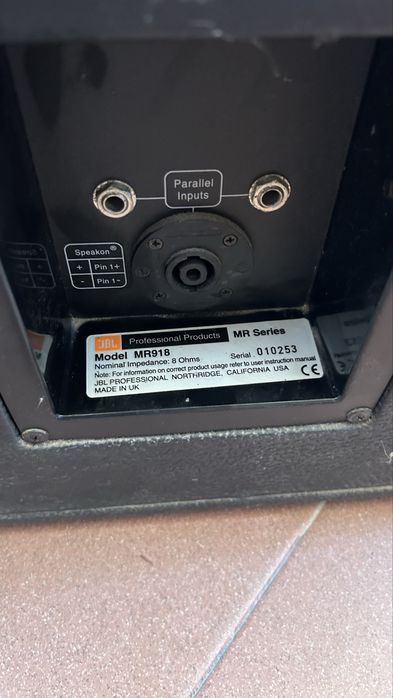 Parallel
Inputs
Speakon®
+ Pin 1+
- Pin 1-
JBL Professional Products MR Series
Model MR918
Nominal Impedance: 8 Ohms Serial 010253
Note: For information on correct product usage refer to user instruction manual
JBL PROFESSIONAL NORTHRIDGE, CALIFORNIA USA
MADE IN UK CE